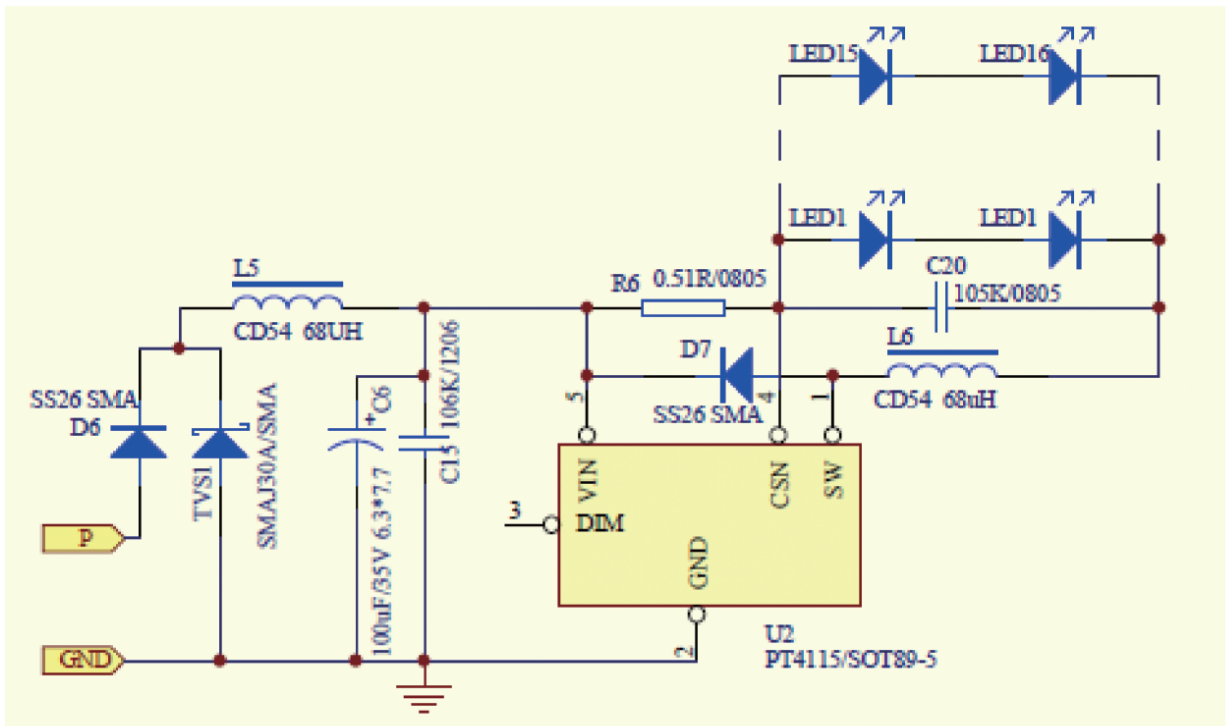 LED15
LED16
LED1
LED1
L5
CD54 68UH
R6
0.51R/0805
C20
105K/0805
L6
CD54 68uH
D7
SS26 SMA
SS26 SMA
D6
TVS1
SMAJ30A/SMA
C6
100uF/35V 6.3*7.7
C15 106K/1206
5
4
1
VIN
CSN
SW
3
DIM
GND
2
P
GND
U2
PT4115/SOT89-5